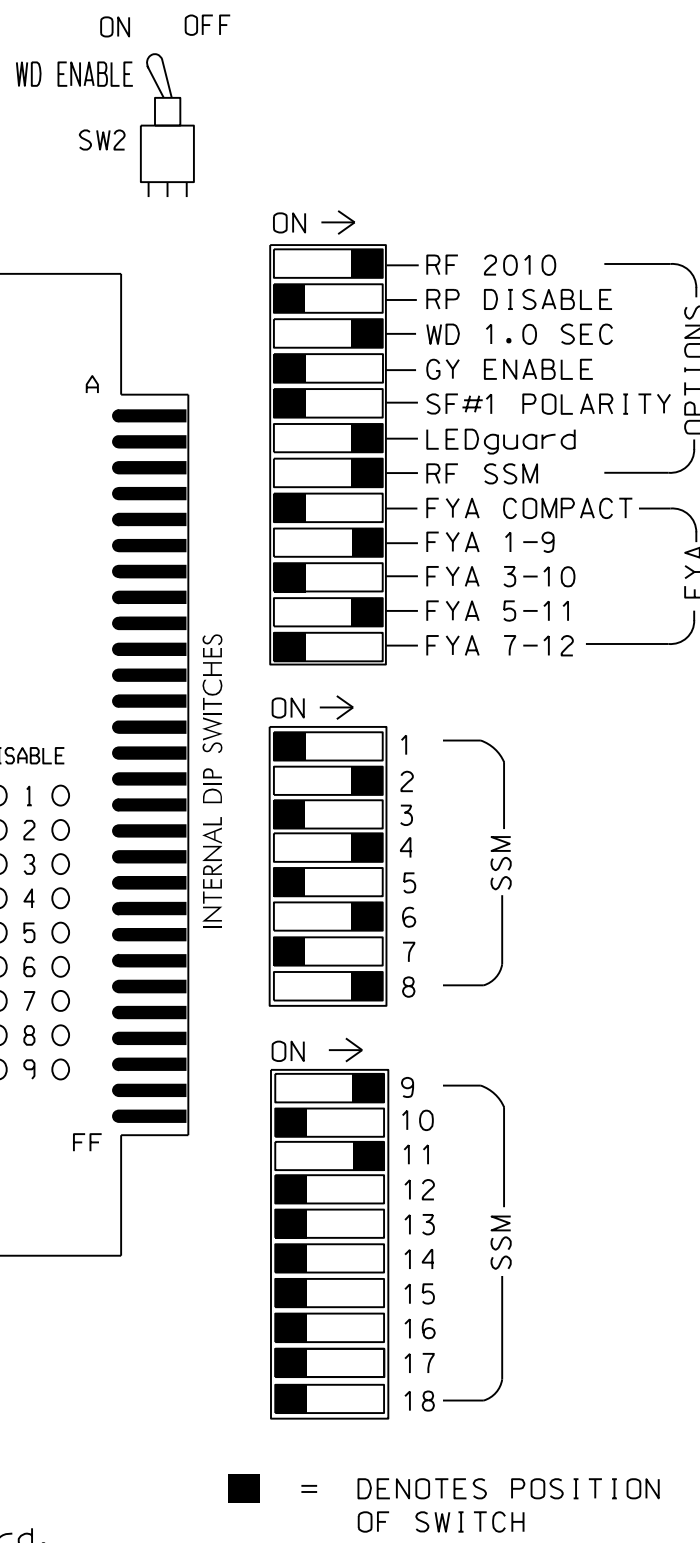 ON OFF
WD ENABLE
SW2
ON
RF 2010
RP DISABLE
WD 1.0 SEC
GY ENABLE
SF#1 POLARITY
LEDguard
RF SSM
OPTIONS
FYA COMPACT
FYA 1-9
FYA 3-10
FYA 5-11
FYA 7-12
FYA
A
FF
INTERNAL DIP SWITCHES
ISABLE
1
2
3
4
5
6
7
8
9
ON
1
2
3
4
5
6
7
8
SSM
ON
9
10
11
12
13
14
15
16
17
18
SSM
= DENOTES POSITION
OF SWITCH
rd.